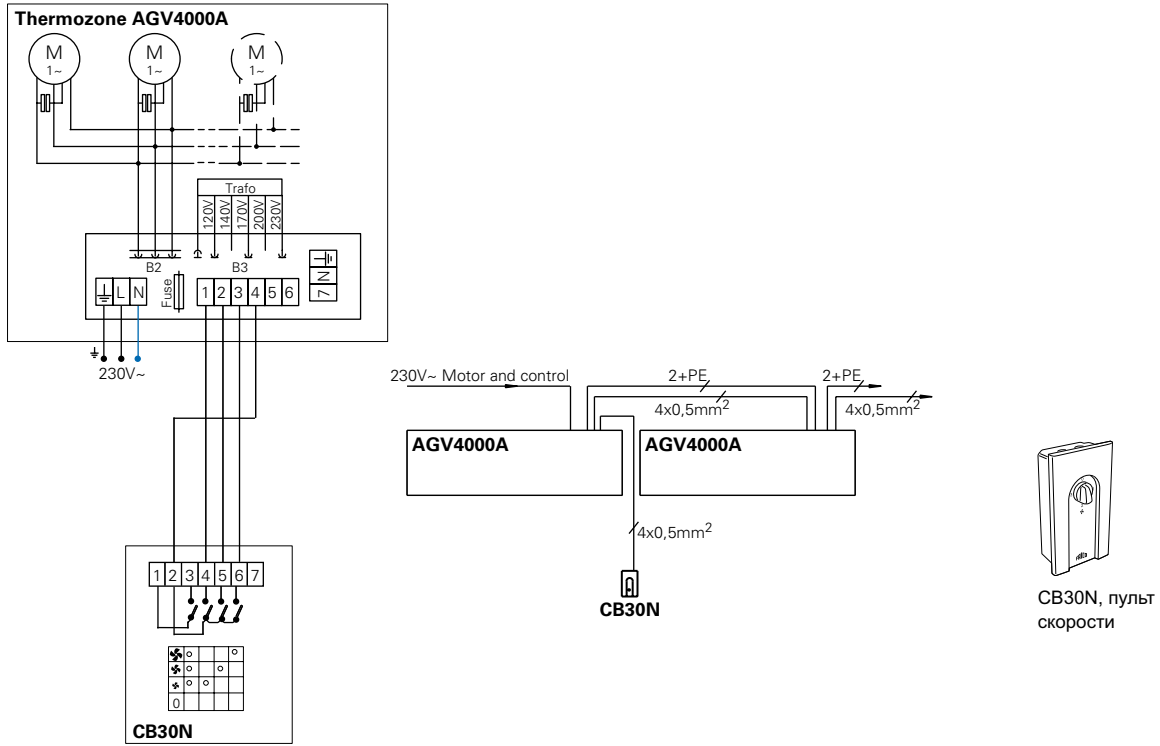 Thermozone AGV4000A
M M M
1~ 1~ 1~
Trafo
120V 140V 170V 200V 230V
B2 B3
L N Fuse 1 2 3 4 5 6 7 N
230V~
230V~ Motor and control 2+PE 2+PE
4x0,5mm² 4x0,5mm²
AGV4000A AGV4000A
4x0,5mm²
CB30N
1 2 3 4 5 6 7
0
CB30N
CB30N, пульт
скорости